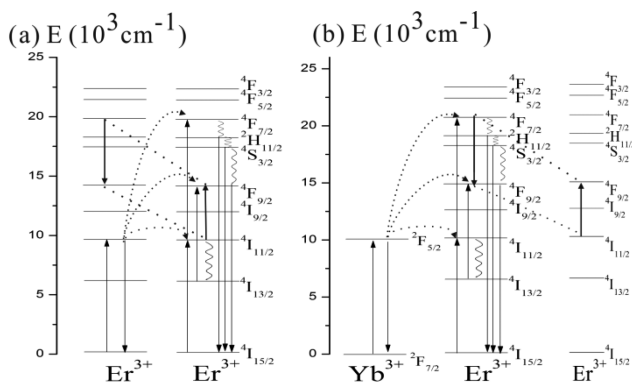 (a) E (10³cm⁻¹)
25
20
15
10
5
0
⁴F₃/₂
⁴F₅/₂
⁴F₇/₂
²H₁₁/₂
⁴S₃/₂
⁴F₉/₂
⁴I₉/₂
⁴I₁₁/₂
⁴I₁₃/₂
⁴I₁₅/₂
Er³⁺ Er³⁺
(b) E (10³cm⁻¹)
25
20
15
10
5
0
²F₅/₂
²F₇/₂
⁴F₃/₂
⁴F₅/₂
⁴F₇/₂
²H₁₁/₂
⁴S₃/₂
⁴F₉/₂
⁴I₉/₂
⁴I₁₁/₂
⁴I₁₃/₂
⁴I₁₅/₂
⁴F₃/₂
⁴F₅/₂
⁴F₇/₂
²H₁₁/₂
⁴S₃/₂
⁴F₉/₂
⁴I₉/₂
⁴I₁₁/₂
⁴I₁₃/₂
⁴I₁₅/₂
Yb³⁺ Er³⁺ Er³⁺